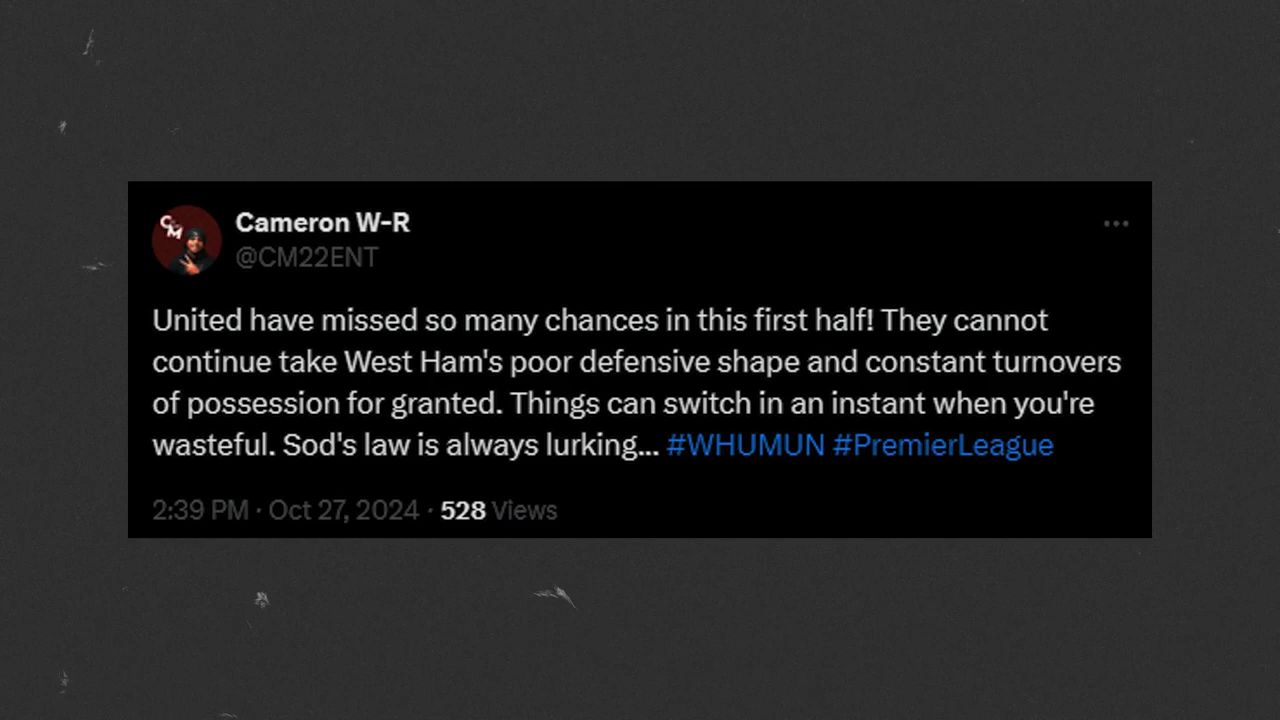 CM
Cameron W-R
@CM22ENT
United have missed so many chances in this first half! They cannot
continue take West Ham's poor defensive shape and constant turnovers
of possession for granted. Things can switch in an instant when you're
wasteful. Sod's law is always lurking... #WHUMUN #PremierLeague
2:39 PM · Oct 27, 2024 · 528 Views